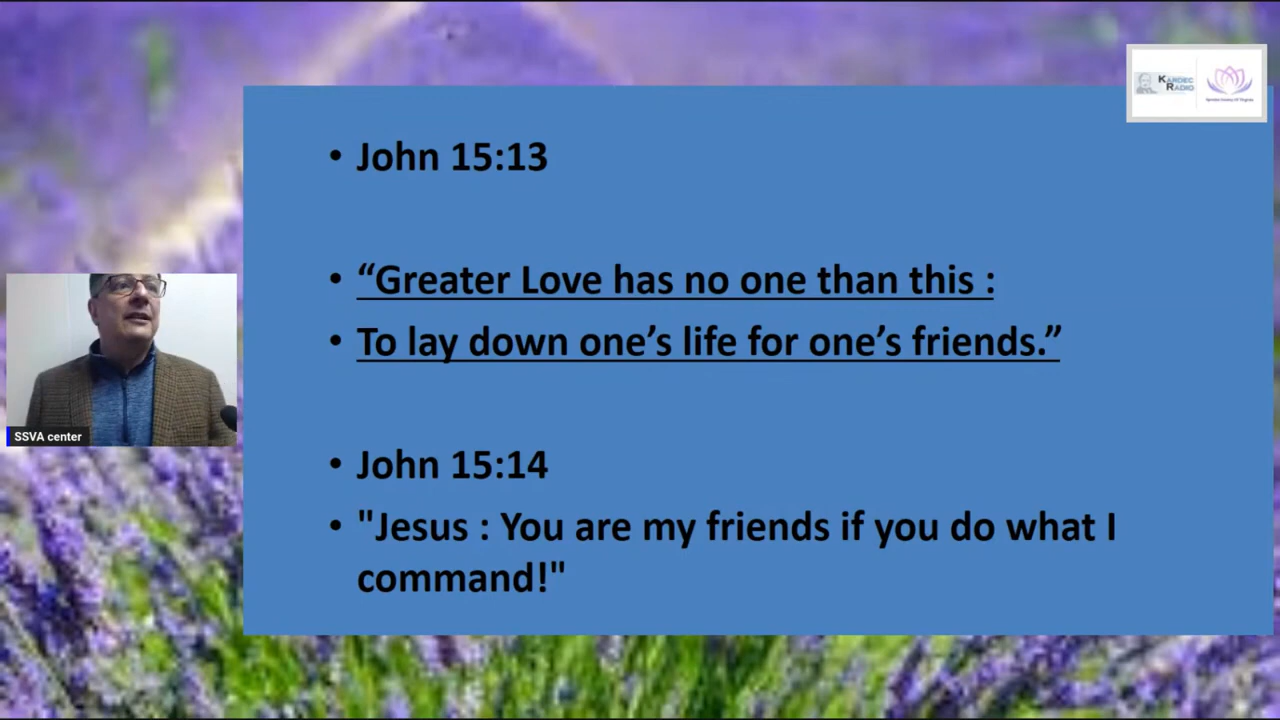 KARDEC
RADIO
• John 15:13
• “Greater Love has no one than this :
• To lay down one’s life for one’s friends.”
• John 15:14
• "Jesus : You are my friends if you do what I
command!"
SSVA center